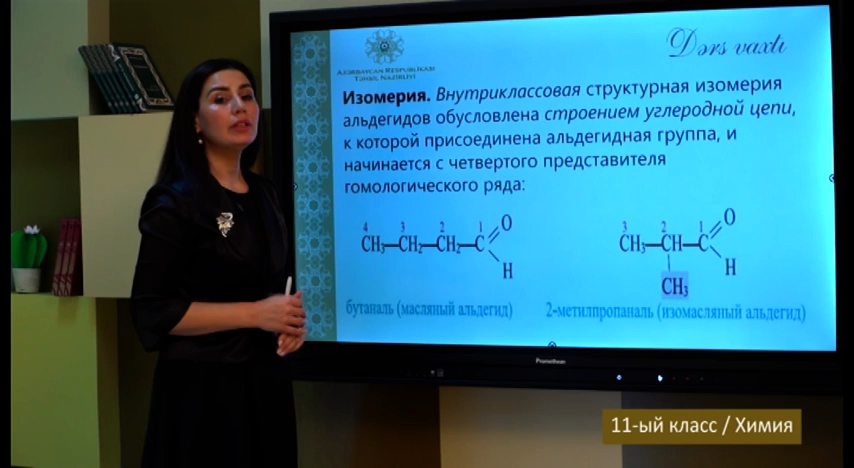 AZƏRBAYCAN RESPUBLİKASI
TƏHSİL NAZİRLİYİ
Dərs vaxtı
Изомерия. Внутриклассовая структурная изомерия
альдегидов обусловлена строением углеродной цепи,
к которой присоединена альдегидная группа, и
начинается с четвертого представителя
гомологического ряда:
4 3 2 1 O
CH₃—CH₂—CH₂—C
H
3 2 1 O
CH₃—CH—C
H
CH₃
бутаналь (масляный альдегид)
2-метилпропаналь (изомасляный альдегид)
Promethean
11-ый класс / Химия